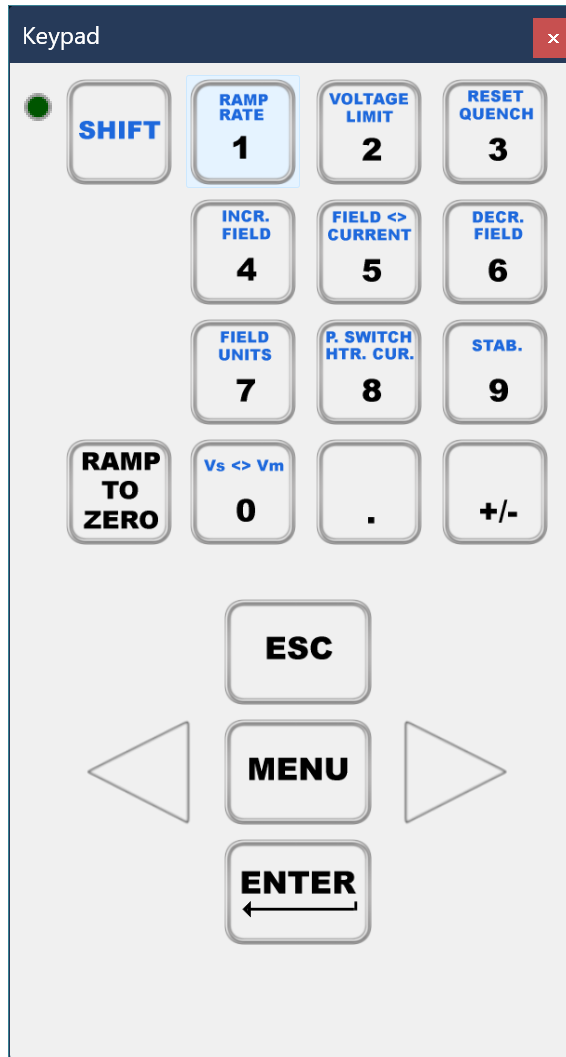 Keypad
SHIFT
RAMP
RATE
1
VOLTAGE
LIMIT
2
RESET
QUENCH
3
INCR.
FIELD
4
FIELD <>
CURRENT
5
DECR.
FIELD
6
FIELD
UNITS
7
P. SWITCH
HTR. CUR.
8
STAB.
9
RAMP
TO
ZERO
Vs <> Vm
0
.
+/-
ESC
MENU
ENTER